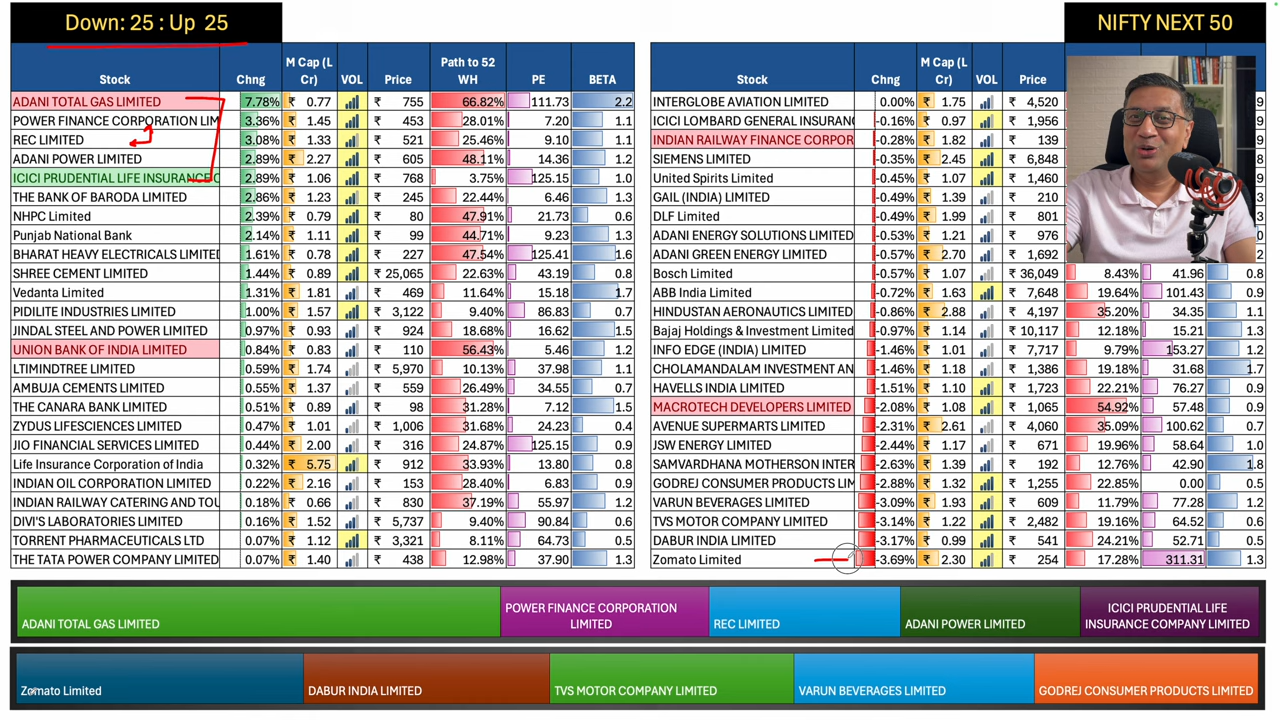 Down: 25 : Up 25
NIFTY NEXT 50
Stock Chng M Cap (L Cr) VOL Price Path to 52 WH PE BETA
ADANI TOTAL GAS LIMITED 7.78% ₹ 0.77 ₹ 755 66.82% 111.73 2.2
POWER FINANCE CORPORATION LIM 3.36% ₹ 1.45 ₹ 453 28.01% 7.20 1.1
REC LIMITED 3.08% ₹ 1.33 ₹ 521 25.46% 9.10 1.1
ADANI POWER LIMITED 2.89% ₹ 2.27 ₹ 605 48.11% 14.36 1.2
ICICI PRUDENTIAL LIFE INSURANCE C 2.89% ₹ 1.06 ₹ 768 3.75% 125.15 1.0
THE BANK OF BARODA LIMITED 2.86% ₹ 1.23 ₹ 245 22.44% 6.46 1.3
NHPC Limited 2.39% ₹ 0.79 ₹ 80 47.91% 21.73 0.6
Punjab National Bank 2.14% ₹ 1.11 ₹ 99 44.71% 9.23 1.3
BHARAT HEAVY ELECTRICALS LIMITED 1.61% ₹ 0.78 ₹ 227 47.54% 125.41 1.6
SHREE CEMENT LIMITED 1.44% ₹ 0.89 ₹ 25,065 22.63% 43.19 0.8
Vedanta Limited 1.31% ₹ 1.81 ₹ 469 11.64% 15.18 1.7
PIDILITE INDUSTRIES LIMITED 1.00% ₹ 1.57 ₹ 3,122 9.40% 86.83 0.7
JINDAL STEEL AND POWER LIMITED 0.97% ₹ 0.93 ₹ 924 18.68% 16.62 1.5
UNION BANK OF INDIA LIMITED 0.84% ₹ 0.83 ₹ 110 56.43% 5.46 1.2
LTIMINDTREE LIMITED 0.59% ₹ 1.74 ₹ 5,970 10.13% 37.98 1.1
AMBUJA CEMENTS LIMITED 0.55% ₹ 1.37 ₹ 559 26.49% 34.55 0.7
THE CANARA BANK LIMITED 0.51% ₹ 0.89 ₹ 98 31.28% 7.12 1.5
ZYDUS LIFESCIENCES LIMITED 0.47% ₹ 1.01 ₹ 1,006 31.68% 24.23 0.4
JIO FINANCIAL SERVICES LIMITED 0.44% ₹ 2.00 ₹ 316 24.87% 125.15 0.9
Life Insurance Corporation of India 0.32% ₹ 5.75 ₹ 912 33.93% 13.80 0.8
INDIAN OIL CORPORATION LIMITED 0.22% ₹ 2.16 ₹ 153 28.40% 6.83 0.9
INDIAN RAILWAY CATERING AND TOU 0.18% ₹ 0.66 ₹ 830 37.19% 55.97 1.2
DIVI'S LABORATORIES LIMITED 0.16% ₹ 1.52 ₹ 5,737 9.40% 90.84 0.6
TORRENT PHARMACEUTICALS LTD 0.07% ₹ 1.12 ₹ 3,321 8.11% 64.73 0.5
THE TATA POWER COMPANY LIMITED 0.07% ₹ 1.40 ₹ 438 12.98% 37.90 1.3
Stock Chng M Cap (L Cr) VOL Price
INTERGLOBE AVIATION LIMITED 0.00% ₹ 1.75 ₹ 4,520
ICICI LOMBARD GENERAL INSURANC -0.16% ₹ 0.97 ₹ 1,956
INDIAN RAILWAY FINANCE CORPOR -0.28% ₹ 1.82 ₹ 139
SIEMENS LIMITED -0.35% ₹ 2.45 ₹ 6,848
United Spirits Limited -0.45% ₹ 1.07 ₹ 1,460
GAIL (INDIA) LIMITED -0.49% ₹ 1.39 ₹ 210
DLF Limited -0.49% ₹ 1.99 ₹ 801
ADANI ENERGY SOLUTIONS LIMITED -0.53% ₹ 1.21 ₹ 976
ADANI GREEN ENERGY LIMITED -0.57% ₹ 2.70 ₹ 1,692
Bosch Limited -0.57% ₹ 1.07 ₹ 36,049 8.43% 41.96 0.8
ABB India Limited -0.72% ₹ 1.63 ₹ 7,648 19.64% 101.43 0.9
HINDUSTAN AERONAUTICS LIMITED -0.86% ₹ 2.88 ₹ 4,197 35.20% 34.35 1.1
Bajaj Holdings & Investment Limited -0.97% ₹ 1.14 ₹ 10,117 12.18% 15.21 1.3
INFO EDGE (INDIA) LIMITED -1.46% ₹ 1.01 ₹ 7,717 9.79% 153.27 1.2
CHOLAMANDALAM INVESTMENT AN -1.46% ₹ 1.18 ₹ 1,386 19.18% 31.68 1.7
HAVELLS INDIA LIMITED -1.51% ₹ 1.10 ₹ 1,723 22.21% 76.27 0.9
MACROTECH DEVELOPERS LIMITED -2.08% ₹ 1.08 ₹ 1,065 54.92% 57.48 0.9
AVENUE SUPERMARTS LIMITED -2.31% ₹ 2.61 ₹ 4,060 35.09% 100.62 0.7
JSW ENERGY LIMITED -2.44% ₹ 1.17 ₹ 671 19.96% 58.64 1.0
SAMVARDHANA MOTHERSON INTER -2.63% ₹ 1.39 ₹ 192 12.76% 42.90 1.8
GODREJ CONSUMER PRODUCTS LIM -2.88% ₹ 1.32 ₹ 1,255 22.85% 0.00 0.5
VARUN BEVERAGES LIMITED -3.09% ₹ 1.93 ₹ 609 11.79% 77.28 1.2
TVS MOTOR COMPANY LIMITED -3.14% ₹ 1.22 ₹ 2,482 19.16% 64.52 0.6
DABUR INDIA LIMITED -3.17% ₹ 0.99 ₹ 541 24.21% 52.71 0.5
Zomato Limited -3.69% ₹ 2.30 ₹ 254 17.28% 311.31 1.3
ADANI TOTAL GAS LIMITED
POWER FINANCE CORPORATION
LIMITED
REC LIMITED
ADANI POWER LIMITED
ICICI PRUDENTIAL LIFE
INSURANCE COMPANY LIMITED
Zomato Limited
DABUR INDIA LIMITED
TVS MOTOR COMPANY LIMITED
VARUN BEVERAGES LIMITED
GODREJ CONSUMER PRODUCTS LIMITED